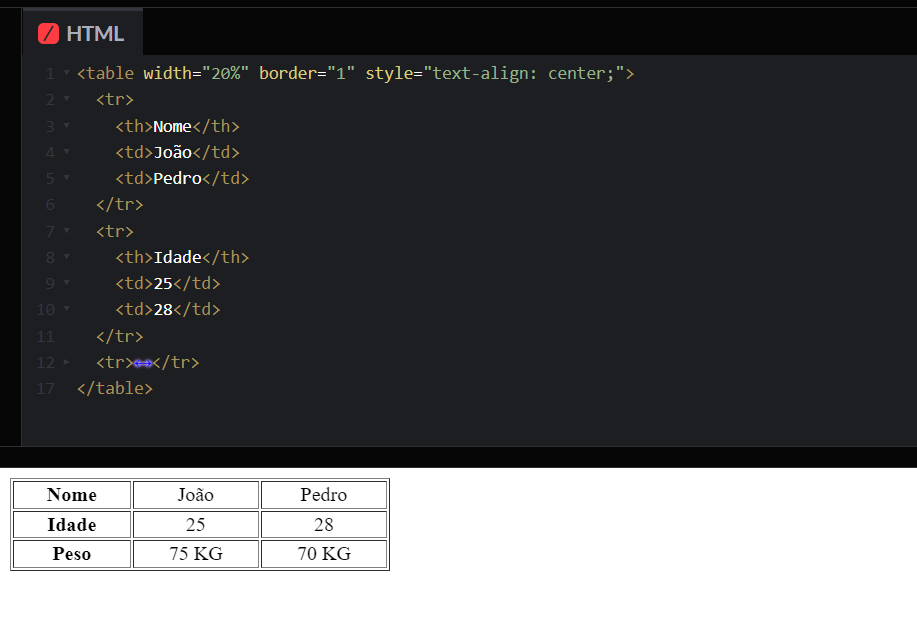 HTML
1 <table width="20%" border="1" style="text-align: center;">
2 <tr>
3 <th>Nome</th>
4 <td>João</td>
5 <td>Pedro</td>
6 </tr>
7 <tr>
8 <th>Idade</th>
9 <td>25</td>
10 <td>28</td>
11 </tr>
12 <tr>↔</tr>
17 </table>
Nome João Pedro
Idade 25 28
Peso 75 KG 70 KG